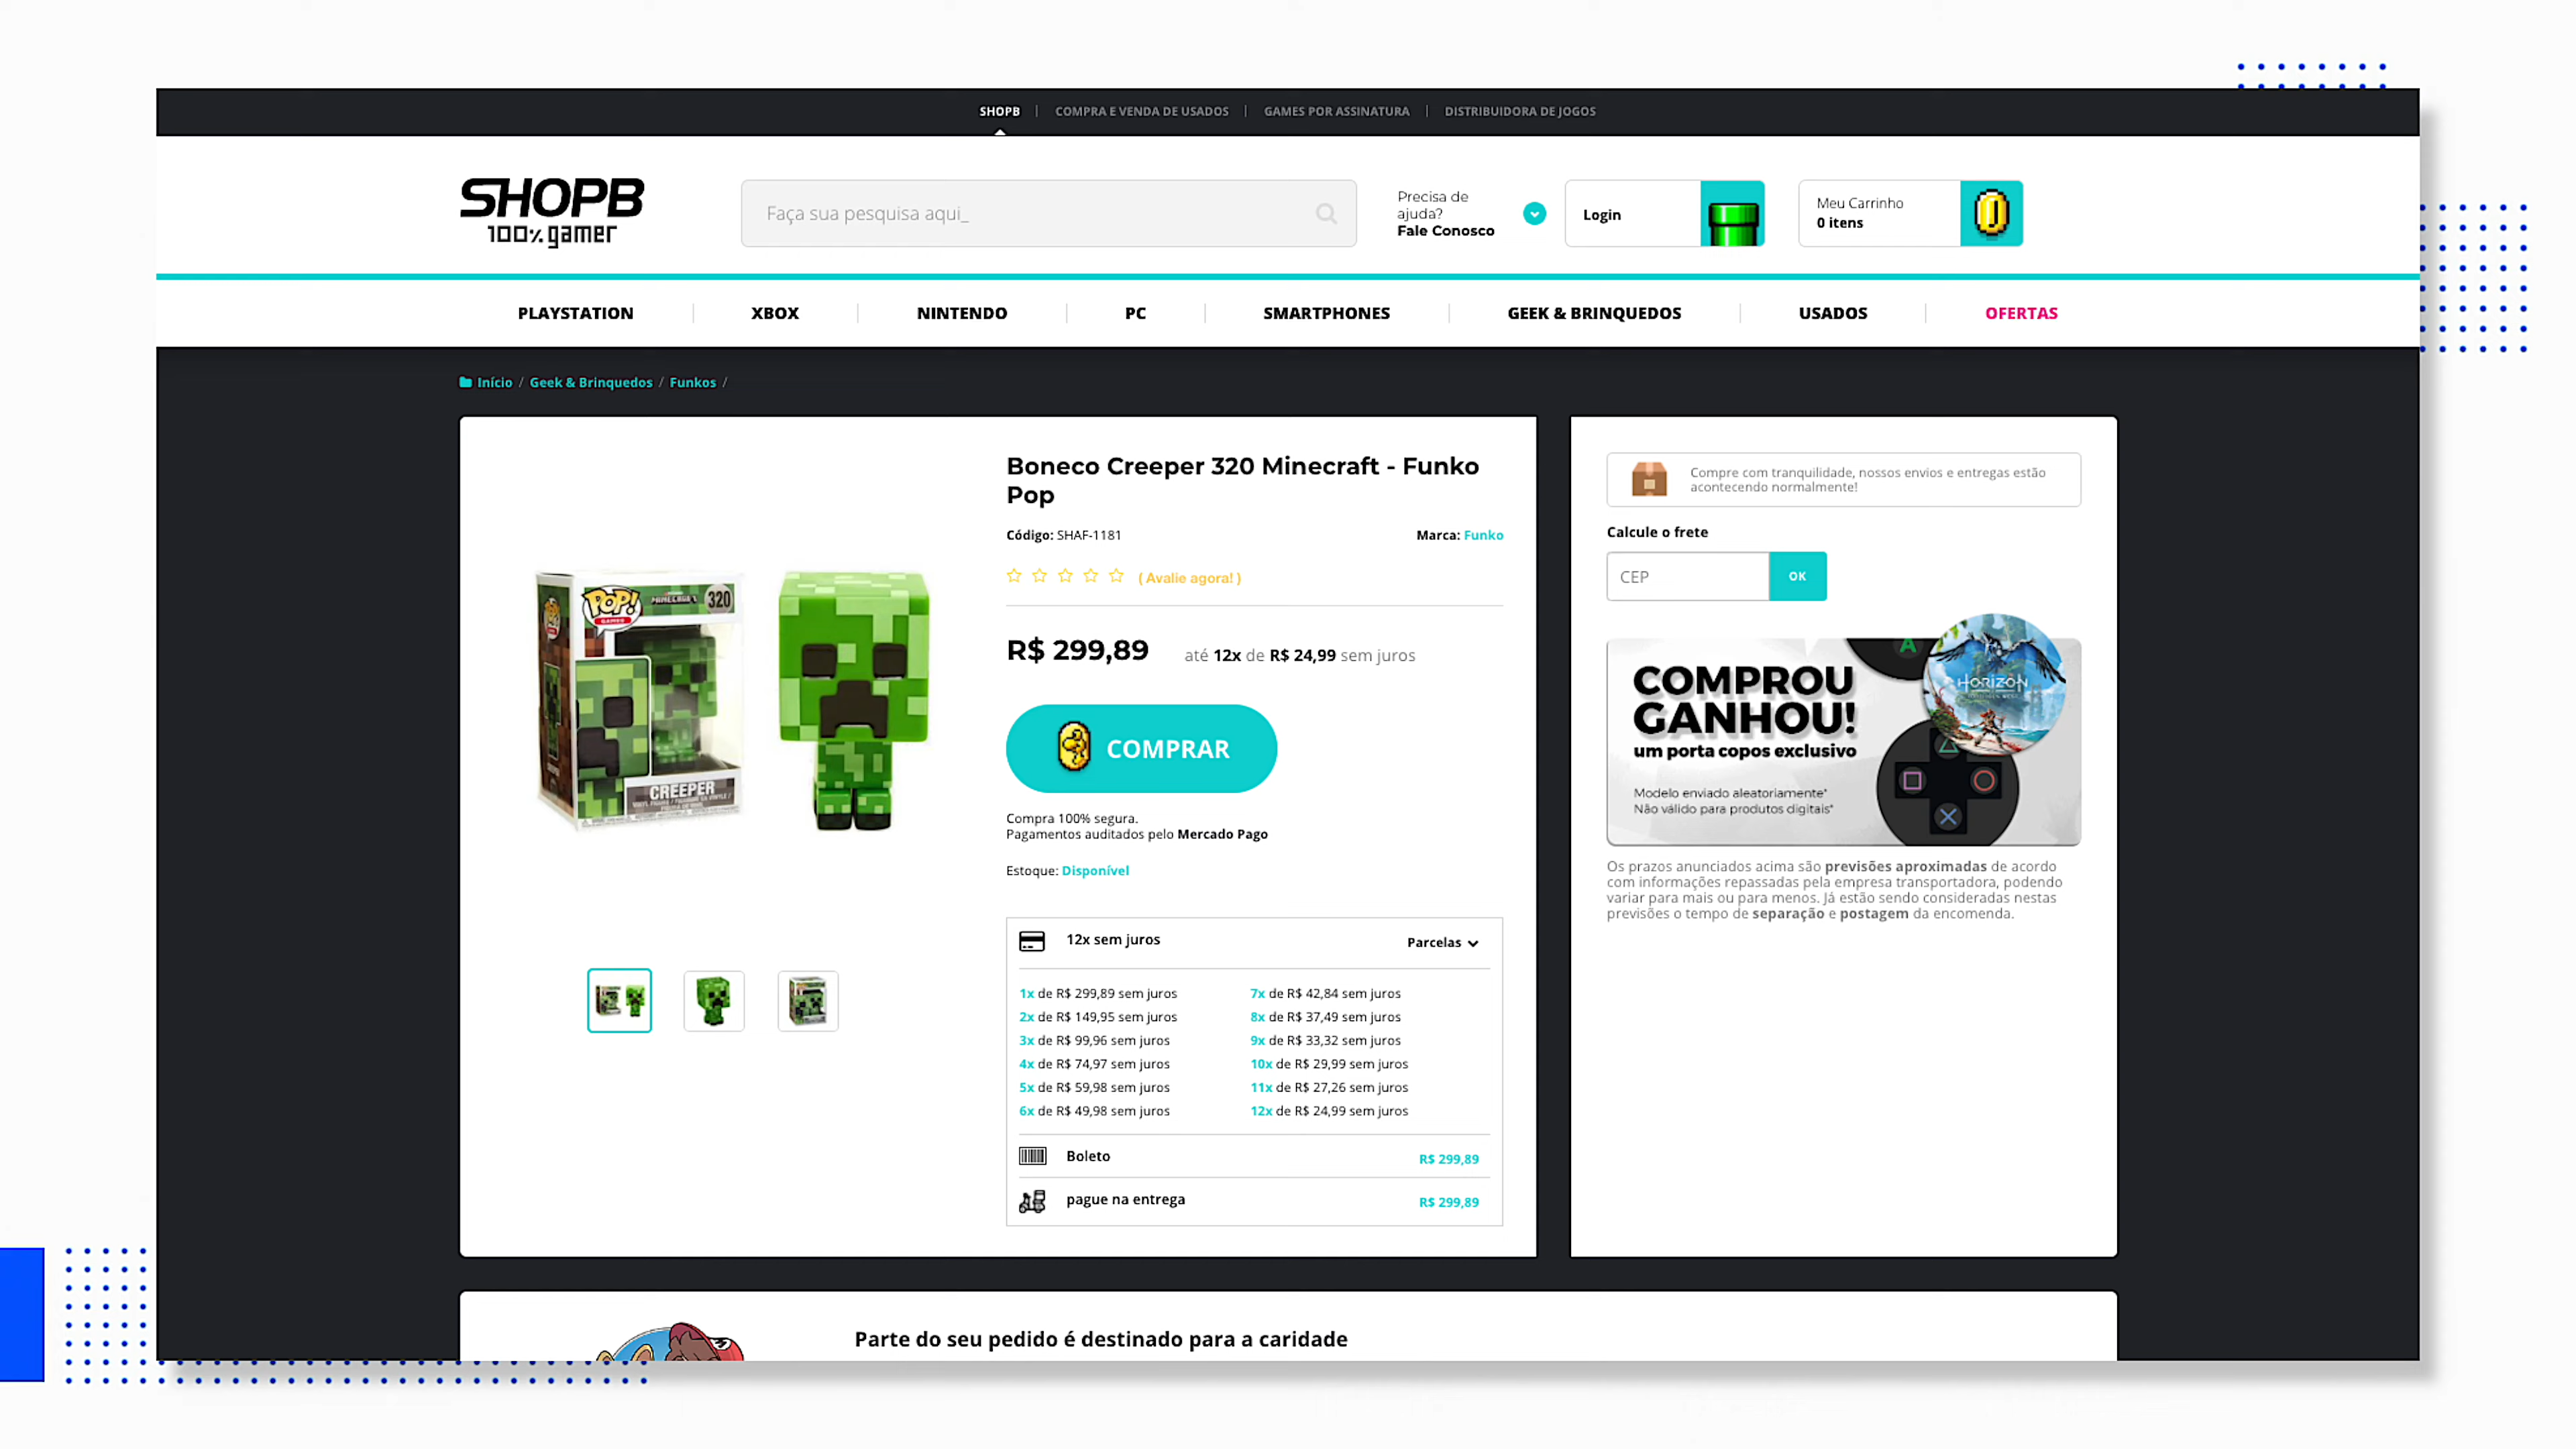 SHOPB
COMPRA E VENDA DE USADOS
GAMES POR ASSINATURA
DISTRIBUIDORA DE JOGOS
SHOPB
100% gamer
Faça sua pesquisa aqui_
Precisa de
ajuda?
Fale Conosco
Login
Meu Carrinho
0 itens
PLAYSTATION
XBOX
NINTENDO
PC
SMARTPHONES
GEEK & BRINQUEDOS
USADOS
OFERTAS
Início / Geek & Brinquedos / Funkos /
POP!
GAMES
MINECRAFT
320
CREEPER
Boneco Creeper 320 Minecraft - Funko
Pop
Código: SHAF-1181
Marca: Funko
( Avalie agora! )
R$ 299,89
até 12x de R$ 24,99 sem juros
COMPRAR
Compra 100% segura.
Pagamentos auditados pelo Mercado Pago
Estoque: Disponível
12x sem juros
Parcelas
1x de R$ 299,89 sem juros
2x de R$ 149,95 sem juros
3x de R$ 99,96 sem juros
4x de R$ 74,97 sem juros
5x de R$ 59,98 sem juros
6x de R$ 49,98 sem juros
7x de R$ 42,84 sem juros
8x de R$ 37,49 sem juros
9x de R$ 33,32 sem juros
10x de R$ 29,99 sem juros
11x de R$ 27,26 sem juros
12x de R$ 24,99 sem juros
Boleto
R$ 299,89
pague na entrega
R$ 299,89
Compre com tranquilidade, nossos envios e entregas estão
acontecendo normalmente!
Calcule o frete
CEP
OK
COMPROU
GANHOU!
um porta copos exclusivo
Modelo enviado aleatoriamente*
Não válido para produtos digitais*
A
HORIZON
Os prazos anunciados acima são previsões aproximadas de acordo
com informações repassadas pela empresa transportadora, podendo
variar para mais ou para menos. Já estão sendo consideradas nestas
previsões o tempo de separação e postagem da encomenda.
Parte do seu pedido é destinado para a caridade